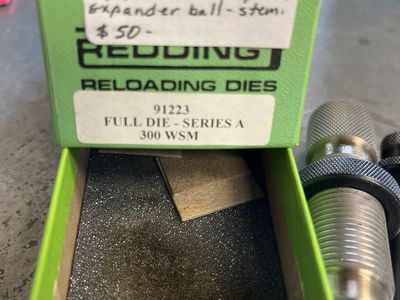 expander ball-stem.
$50-
REDDING
RELOADING DIES
91223
FULL DIE - SERIES A
300 WSM